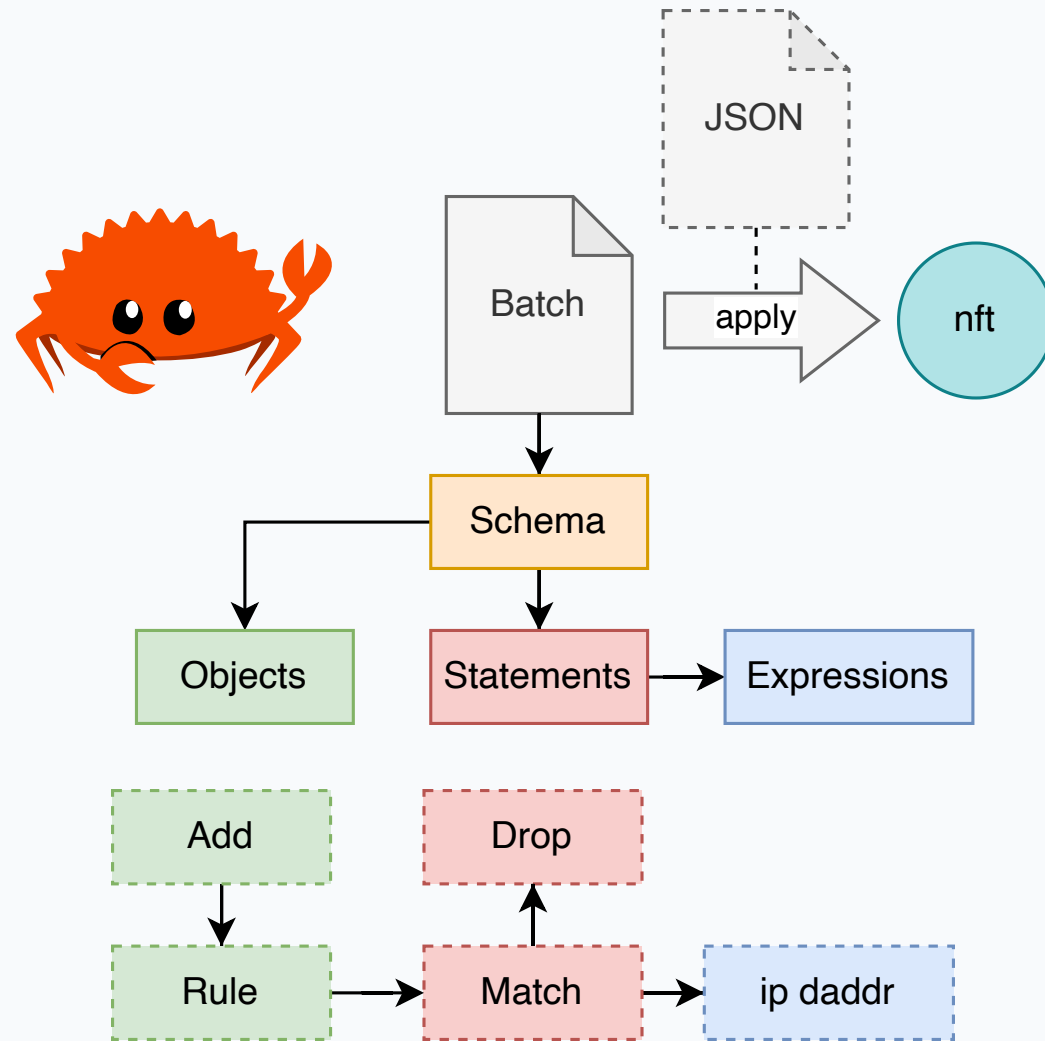 JSON
Batch
apply
nft
Schema
Objects
Statements
Expressions
Add
Drop
Rule
Match
ip daddr